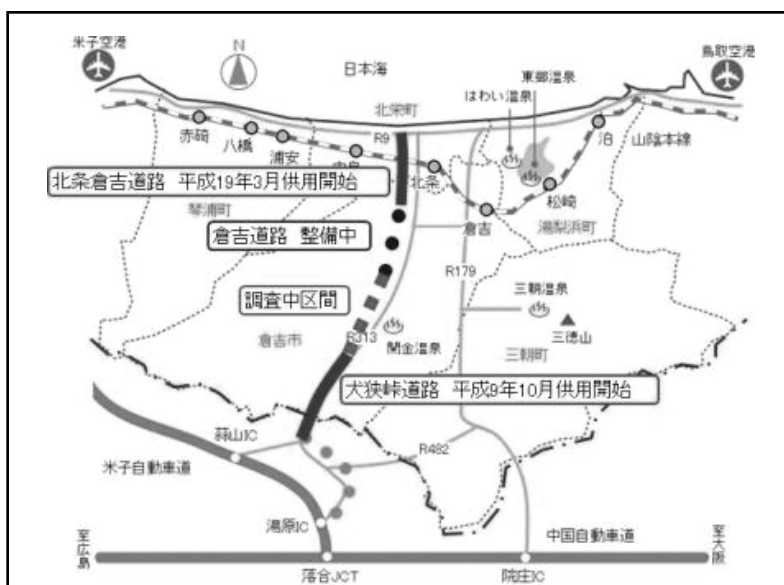 米子空港
鳥取空港
N
日本海
東郷温泉
はわい温泉
北栄町
R9
赤碕
八橋
浦安
北条
泊
山陰本線
北条倉吉道路 平成19年3月供用開始
松崎
琴浦町
倉吉
湯梨浜町
倉吉道路 整備中
R179
調査中区間
三朝温泉
R313
倉吉市
関金温泉
三徳山
三朝町
犬狭峠道路 平成9年10月供用開始
蒜山IC
R482
米子自動車道
湯原IC
中国自動車道
至広島
至大阪
落合JCT
院庄IC